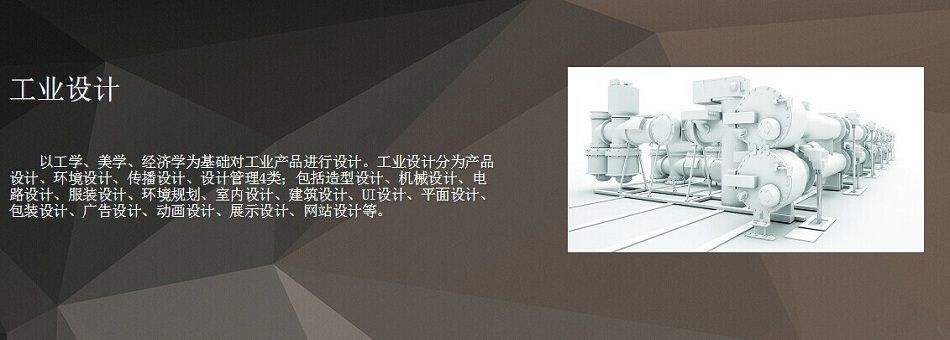 工业设计
以工学、美学、经济学为基础对工业产品进行设计。工业设计分为产品
设计、环境设计、传播设计、设计管理4类；包括造型设计、机械设计、电
路设计、服装设计、环境规划、室内设计、建筑设计、UI设计、平面设计、
包装设计、广告设计、动画设计、展示设计、网站设计等。